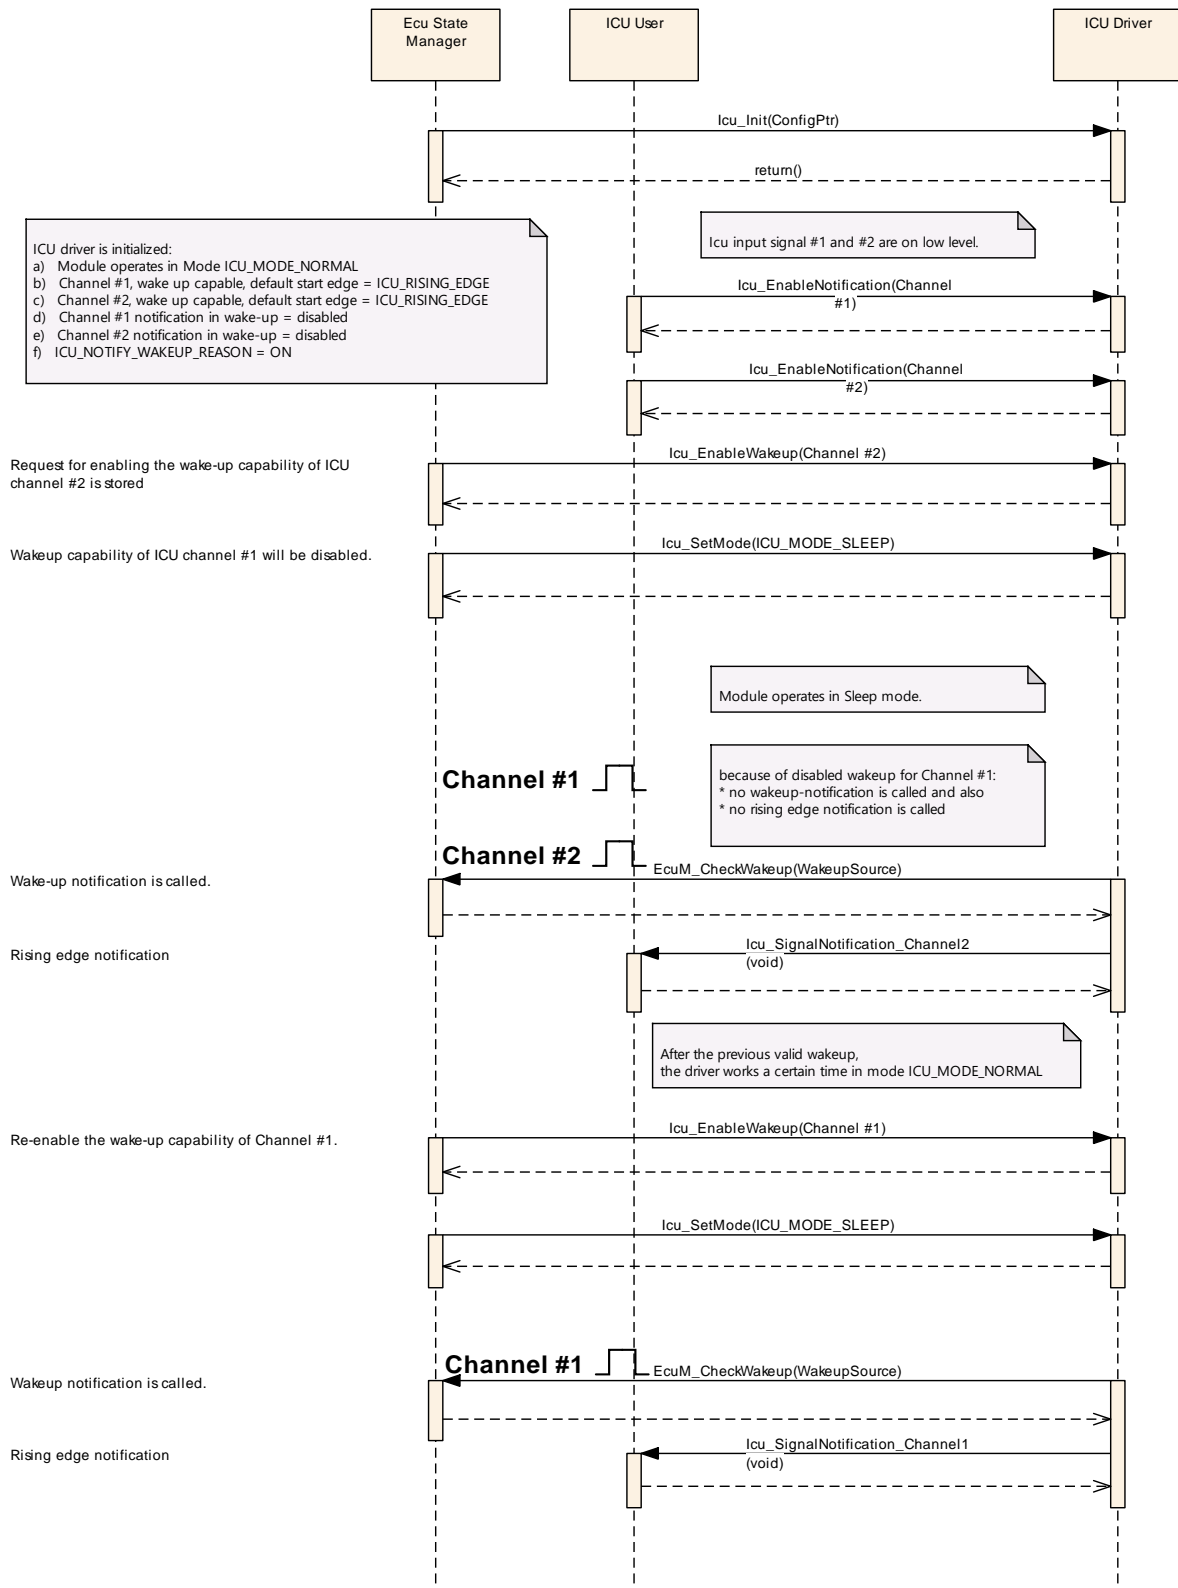 Ecu State
Manager
ICU User
ICU Driver
Icu_Init(ConfigPtr)
return()
ICU driver is initialized:
a) Module operates in Mode ICU_MODE_NORMAL
b) Channel #1, wake up capable, default start edge = ICU_RISING_EDGE
c) Channel #2, wake up capable, default start edge = ICU_RISING_EDGE
d) Channel #1 notification in wake-up = disabled
e) Channel #2 notification in wake-up = disabled
f) ICU_NOTIFY_WAKEUP_REASON = ON
Icu input signal #1 and #2 are on low level.
Icu_EnableNotification(Channel
#1)
Icu_EnableNotification(Channel
#2)
Request for enabling the wake-up capability of ICU
channel #2 is stored
Icu_EnableWakeup(Channel #2)
Wakeup capability of ICU channel #1 will be disabled.
Icu_SetMode(ICU_MODE_SLEEP)
Module operates in Sleep mode.
Channel #1
because of disabled wakeup for Channel #1:
* no wakeup-notification is called and also
* no rising edge notification is called
Channel #2
EcuM_CheckWakeup(WakeupSource)
Wake-up notification is called.
Rising edge notification
Icu_SignalNotification_Channel2
(void)
After the previous valid wakeup,
the driver works a certain time in mode ICU_MODE_NORMAL
Re-enable the wake-up capability of Channel #1.
Icu_EnableWakeup(Channel #1)
Icu_SetMode(ICU_MODE_SLEEP)
Channel #1
EcuM_CheckWakeup(WakeupSource)
Wakeup notification is called.
Rising edge notification
Icu_SignalNotification_Channel1
(void)